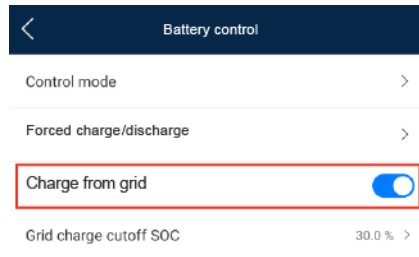 Battery control
Control mode
Forced charge/discharge
Charge from grid
Grid charge cutoff SOC 30.0 %